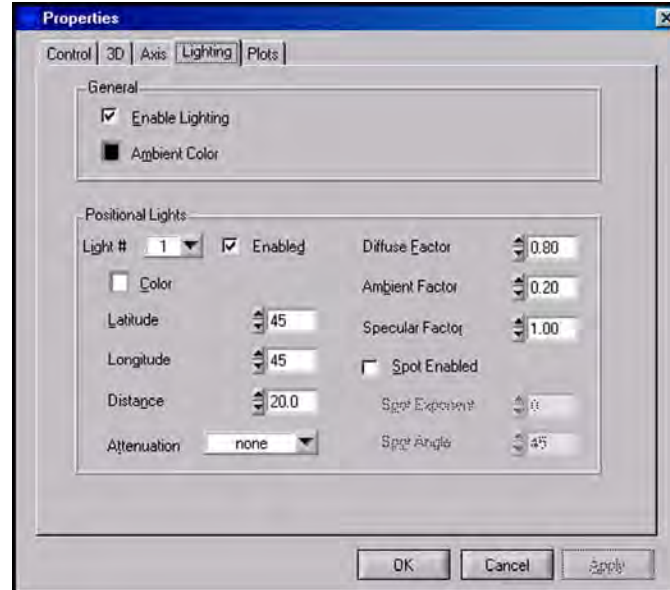 Properties
Control 3D Axis Lighting Plots
General
Enable Lighting
Ambient Color
Positional Lights
Light # 1 Enabled
Color
Latitude 45
Longitude 45
Distance 20.0
Attenuation none
Diffuse Factor 0.80
Ambient Factor 0.20
Specular Factor 1.00
Spot Enabled
Spot Exponent 0
Spot Angle 45
OK Cancel Apply